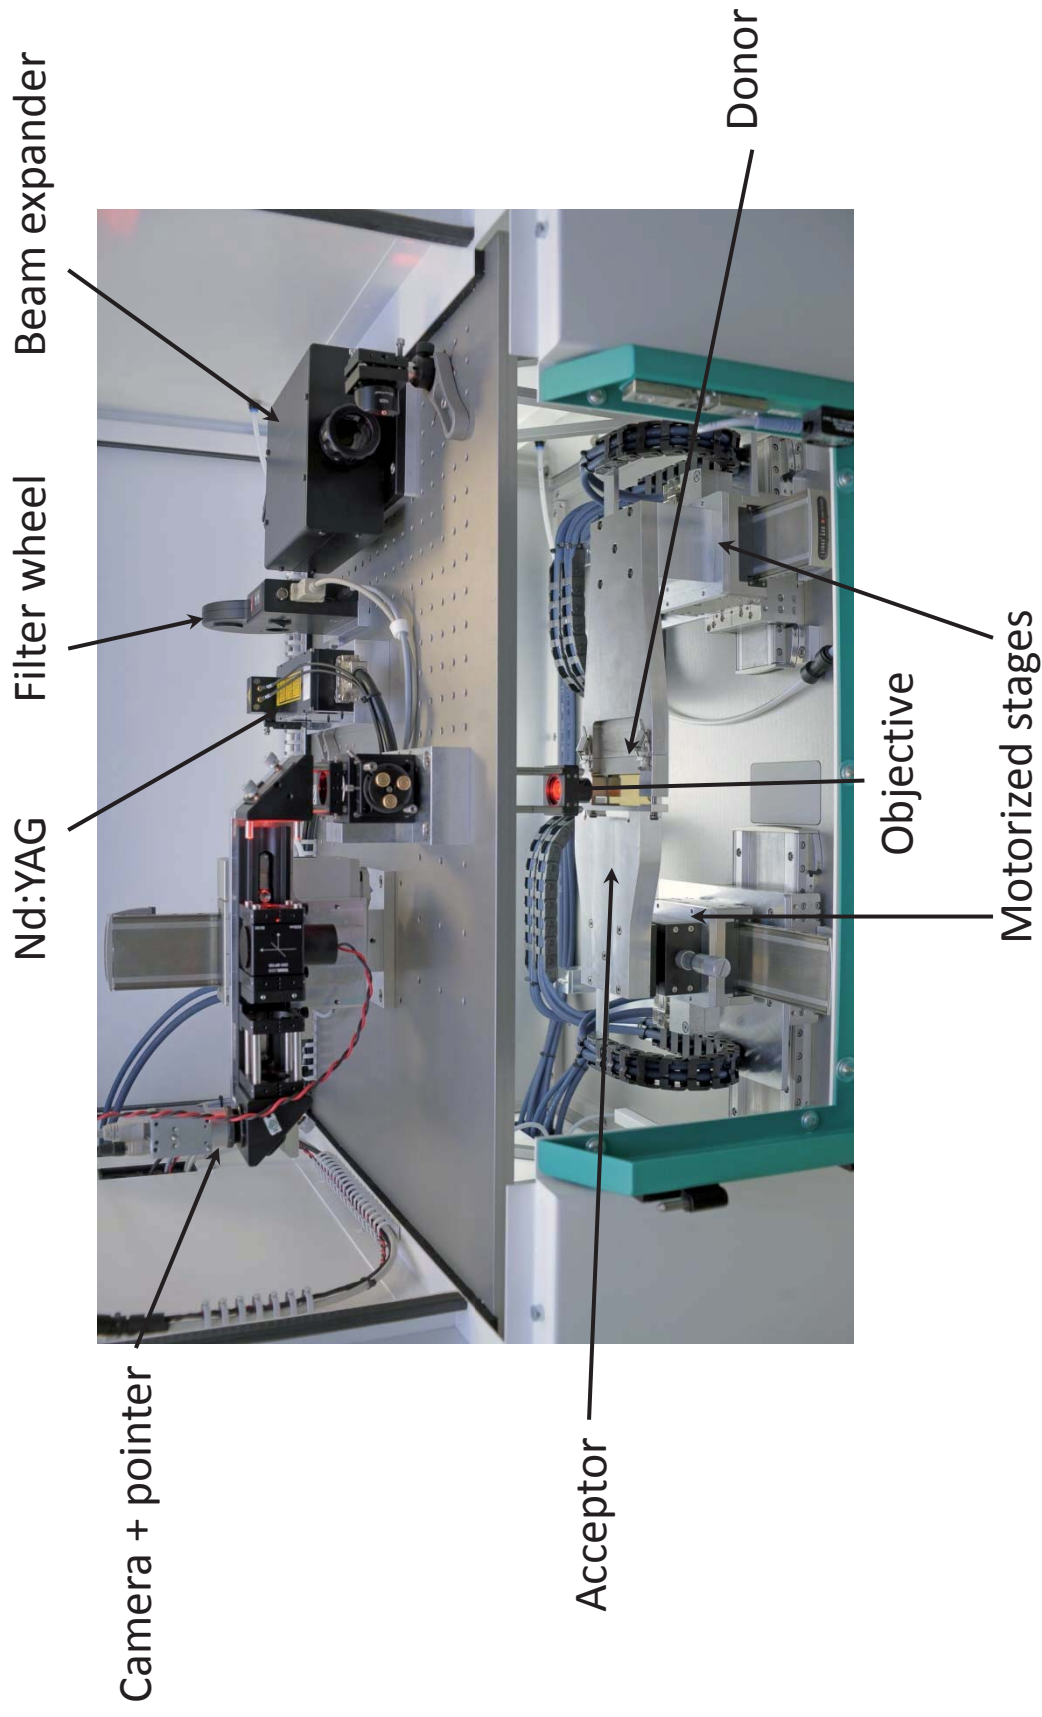 Camera + pointer
Nd:YAG
Filter wheel
Beam expander
Acceptor
Objective
Motorized stages
Donor